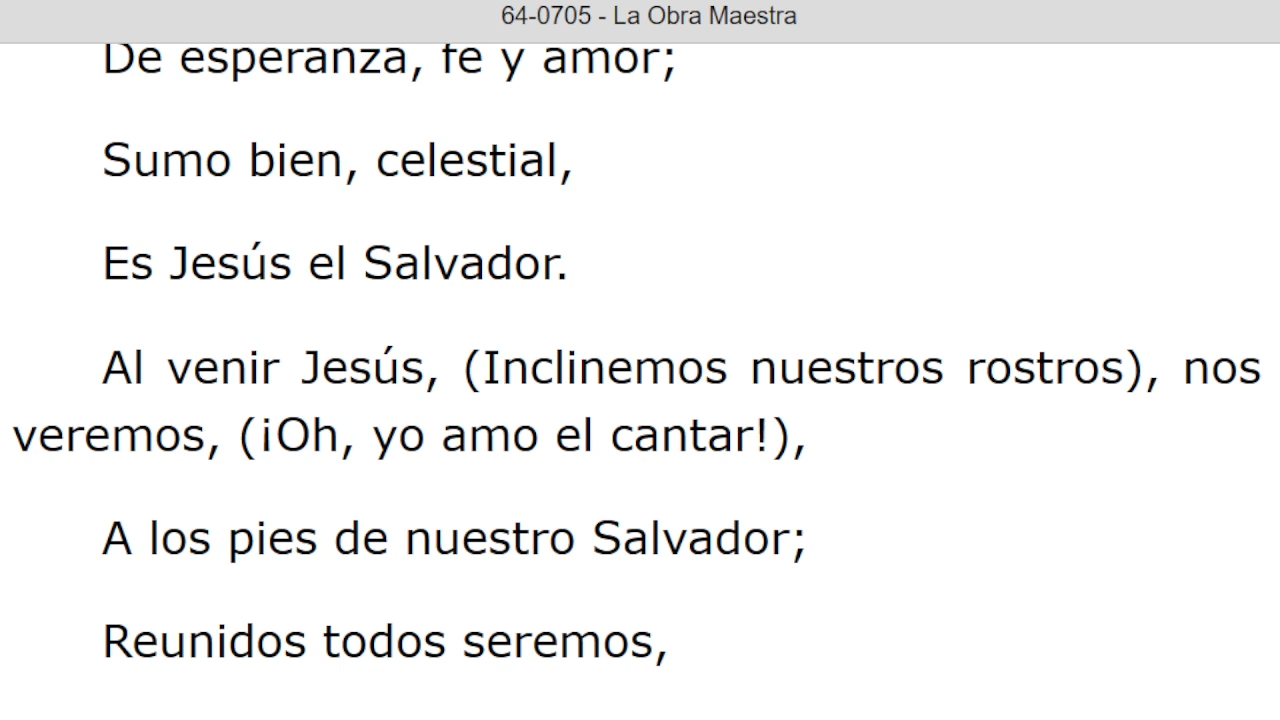 64-0705 - La Obra Maestra
De esperanza, fe y amor;
Sumo bien, celestial,
Es Jesús el Salvador.
Al venir Jesús, (Inclinemos nuestros rostros), nos
veremos, (¡Oh, yo amo el cantar!),
A los pies de nuestro Salvador;
Reunidos todos seremos,